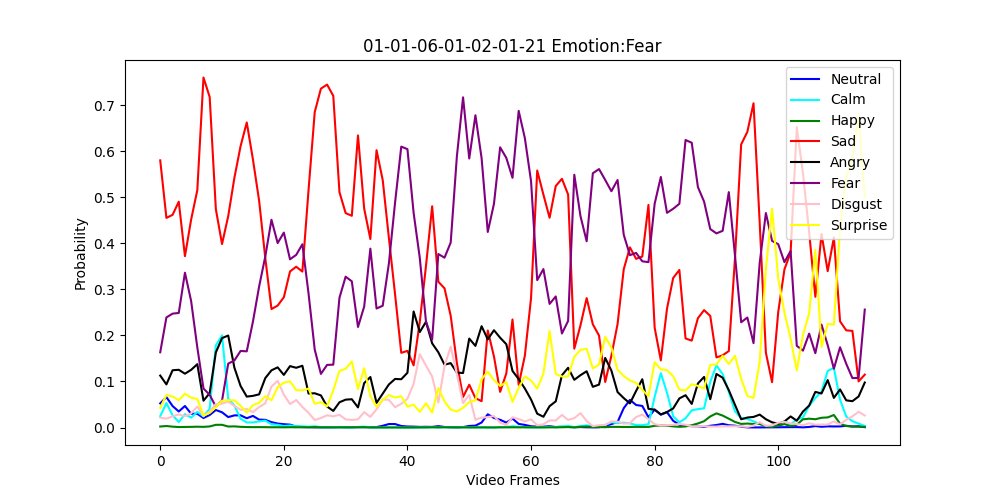 01-01-06-01-02-01-21 Emotion:Fear
Probability
0.7
0.6
0.5
0.4
0.3
0.2
0.1
0.0
0
20
40
60
80
100
Video Frames
Neutral
Calm
Happy
Sad
Angry
Fear
Disgust
Surprise